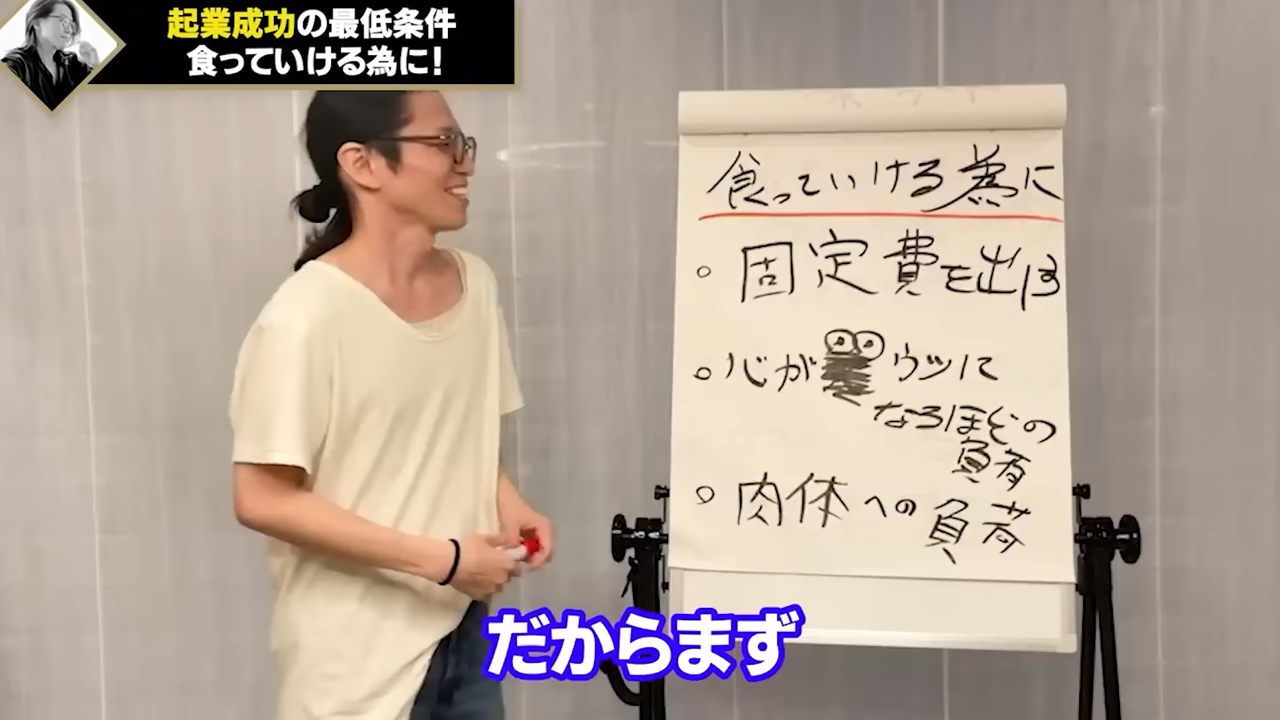 起業成功の最低条件
食っていける為に!
食っていける為に
。固定費を出す
。心が ウツに
なるほどの
負荷
。肉体への負荷
だからまず